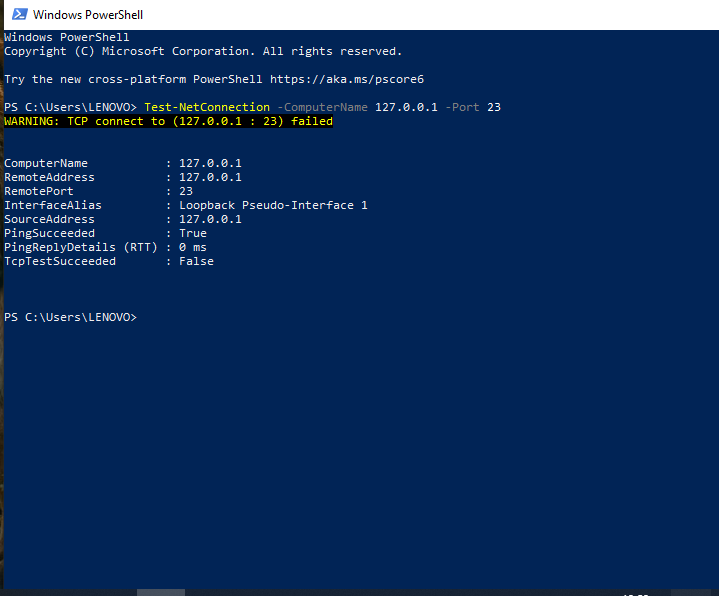 Windows PowerShell
Windows PowerShell
Copyright (C) Microsoft Corporation. All rights reserved.
Try the new cross-platform PowerShell https://aka.ms/pscore6
PS C:\Users\LENOVO> Test-NetConnection -ComputerName 127.0.0.1 -Port 23
WARNING: TCP connect to (127.0.0.1 : 23) failed
ComputerName : 127.0.0.1
RemoteAddress : 127.0.0.1
RemotePort : 23
InterfaceAlias : Loopback Pseudo-Interface 1
SourceAddress : 127.0.0.1
PingSucceeded : True
PingReplyDetails (RTT) : 0 ms
TcpTestSucceeded : False
PS C:\Users\LENOVO>